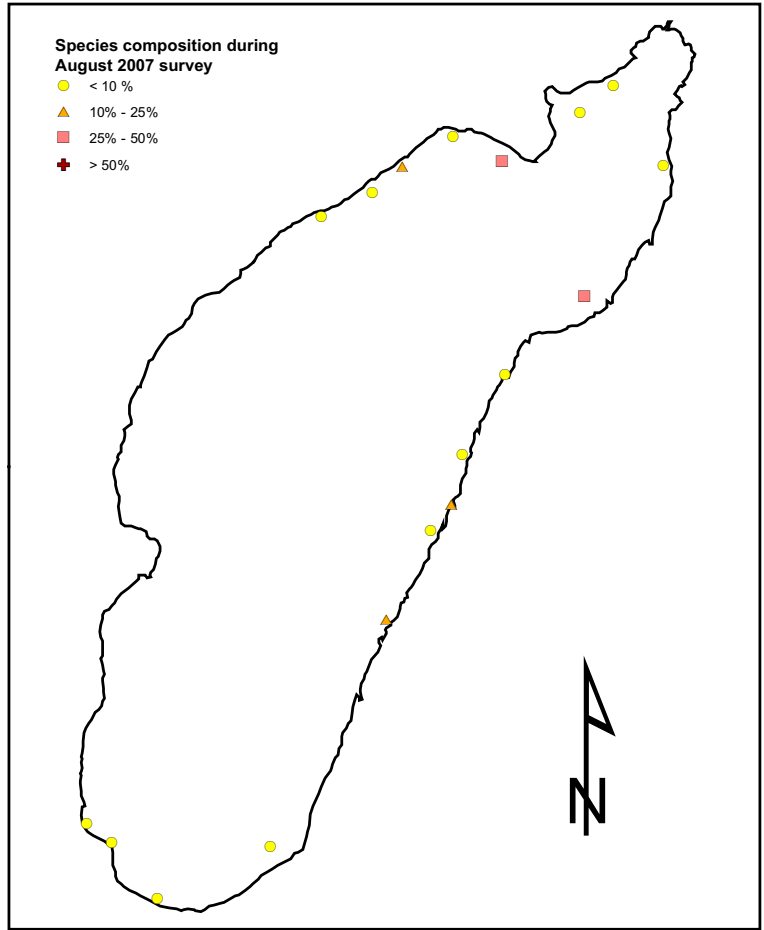 Species composition during
August 2007 survey
< 10 %
10% - 25%
25% - 50%
> 50%
N